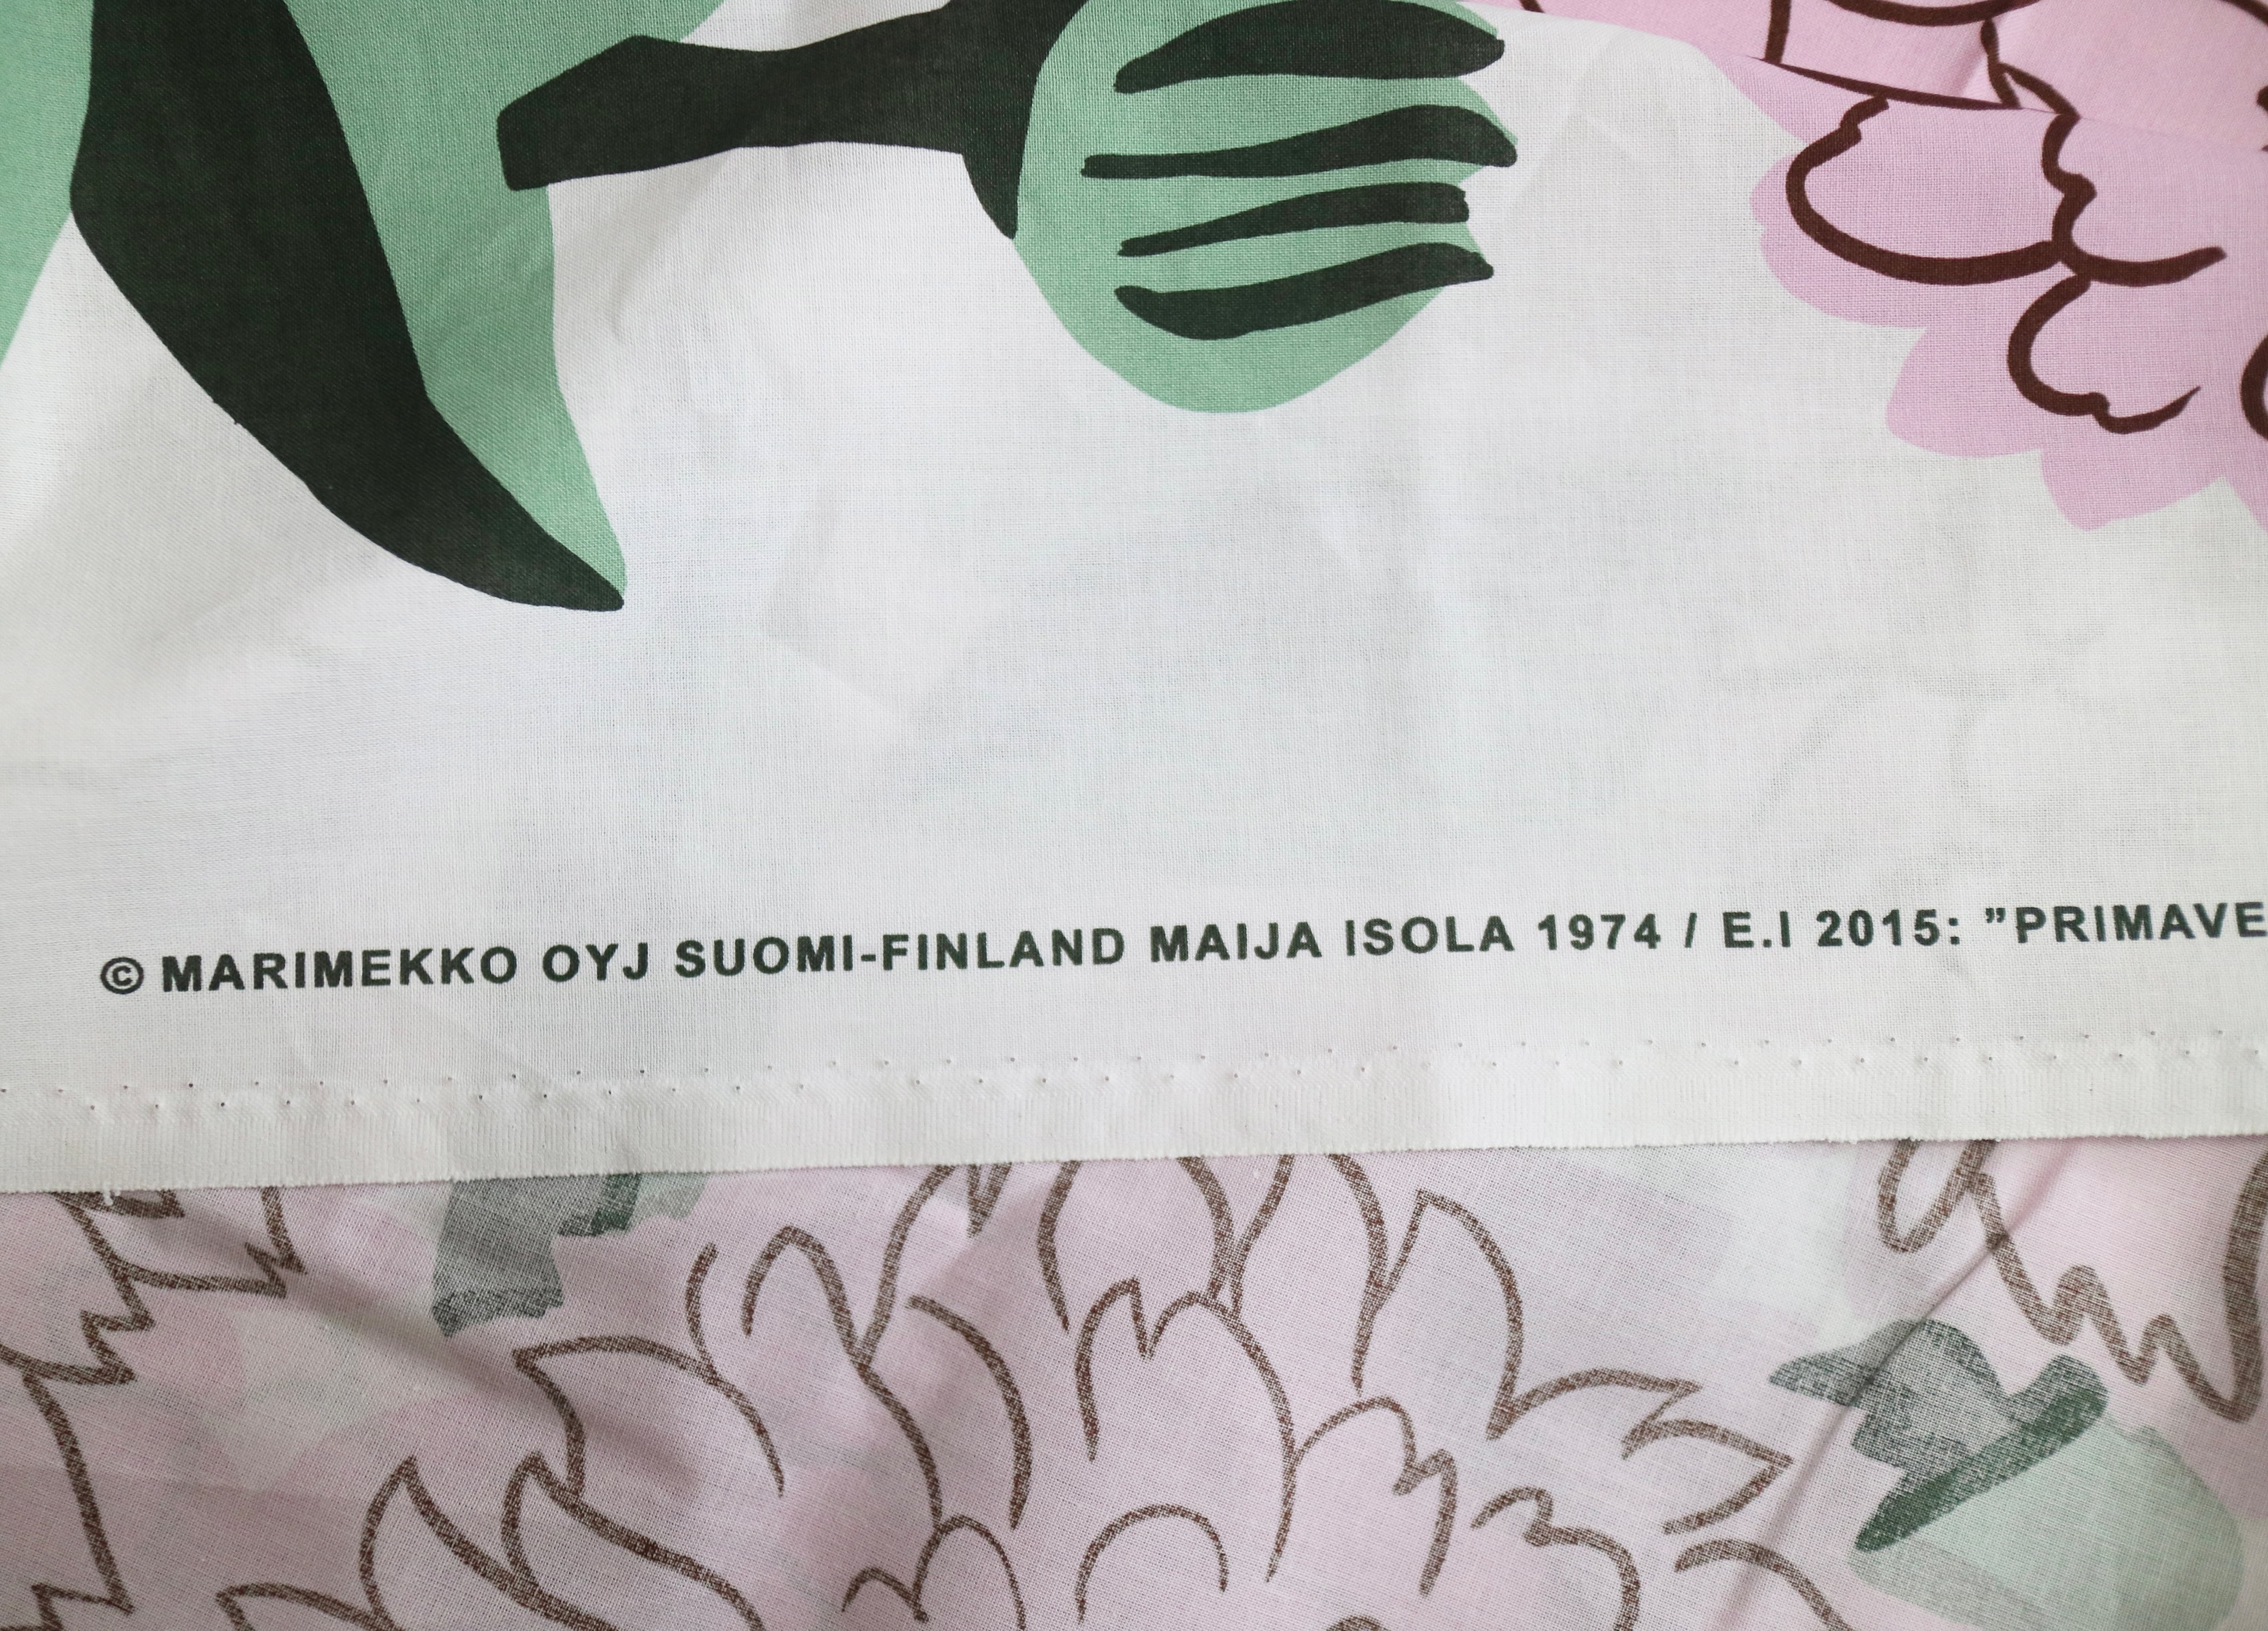 © MARIMEKKO OYJ SUOMI-FINLAND MAIJA ISOLA 1974 / E.I 2015: ”PRIMAVE